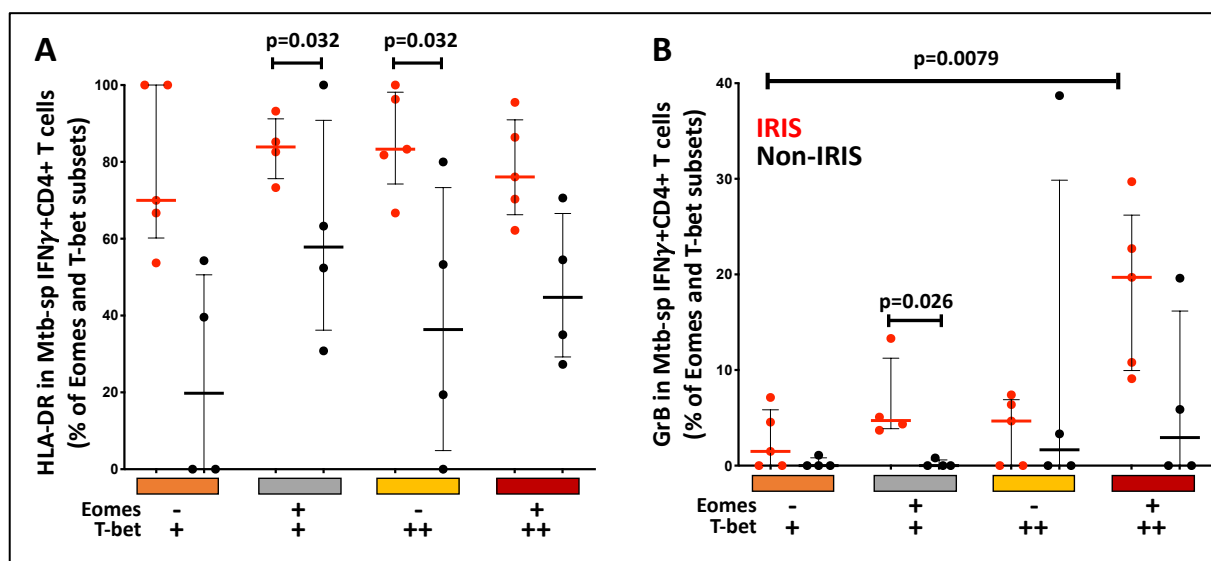 A
p=0.032
p=0.032
HLA-DR in Mtb-sp IFNγ+CD4+ T cells
(% of Eomes and T-bet subsets)
100
80
60
40
20
0
Eomes - + - +
T-bet + + ++ ++
B
p=0.0079
IRIS
Non-IRIS
p=0.026
GrB in Mtb-sp IFNγ+CD4+ T cells
(% of Eomes and T-bet subsets)
40
30
20
10
0
Eomes - + - +
T-bet + + ++ ++